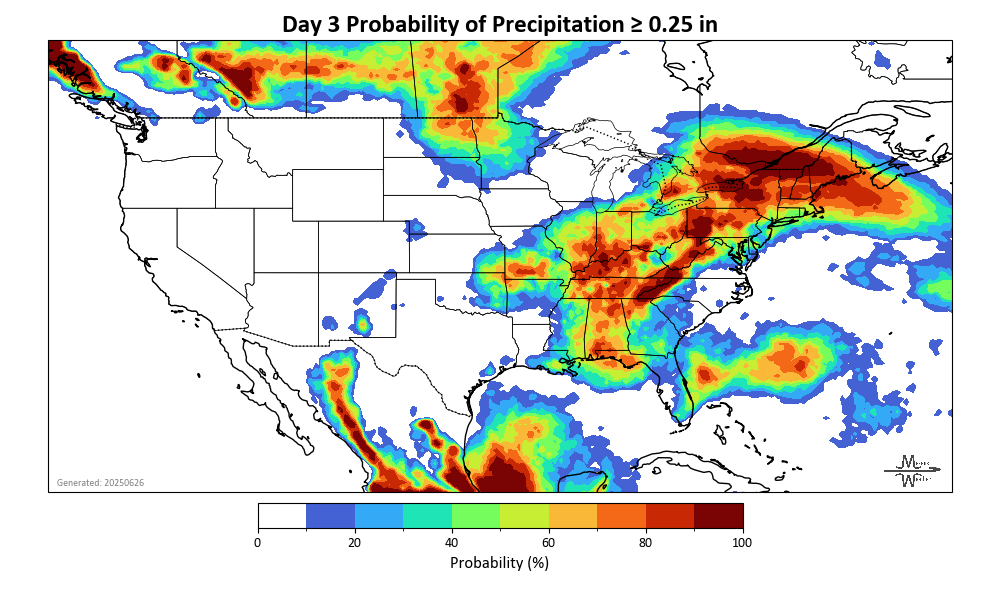 Day 3 Probability of Precipitation ≥ 0.25 in
Generated: 20250626
0 20 40 60 80 100
Probability (%)